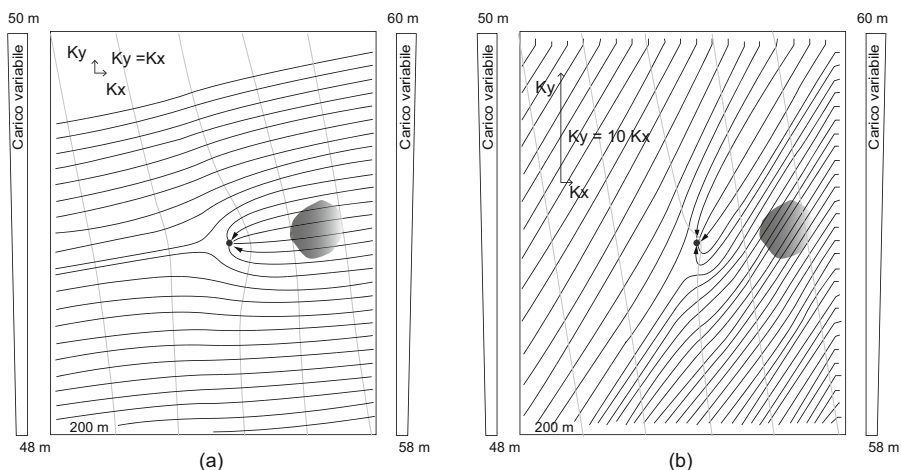 50 m
60 m
Carico variabile
Ky
Ky =Kx
Kx
Carico variabile
200 m
48 m
58 m
(a)
50 m
60 m
Carico variabile
Ky
Ky = 10 Kx
Kx
Carico variabile
200 m
48 m
58 m
(b)